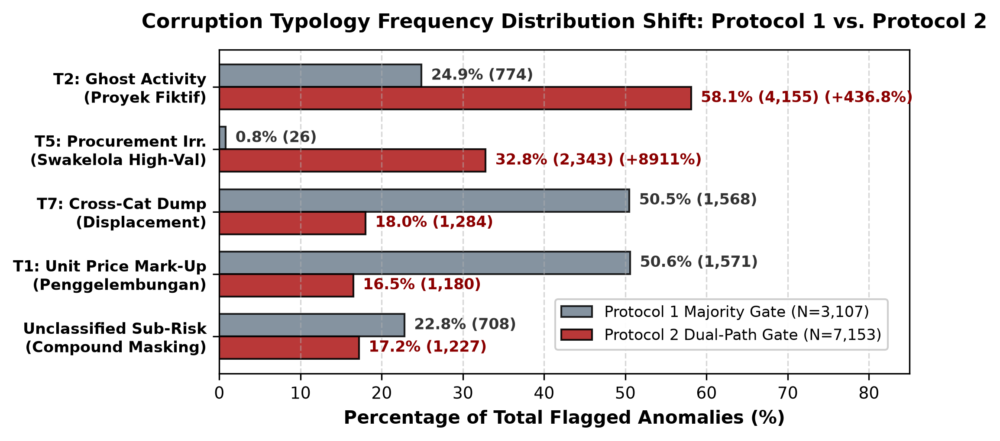 Corruption Typology Frequency Distribution Shift: Protocol 1 vs. Protocol 2
T2: Ghost Activity
(Proyek Fiktif)
24.9% (774)
58.1% (4,155) (+436.8%)
T5: Procurement Irr.
(Swakelola High-Val)
0.8% (26)
32.8% (2,343) (+8911%)
T7: Cross-Cat Dump
(Displacement)
50.5% (1,568)
18.0% (1,284)
T1: Unit Price Mark-Up
(Penggelembungan)
50.6% (1,571)
16.5% (1,180)
Unclassified Sub-Risk
(Compound Masking)
22.8% (708)
17.2% (1,227)
Protocol 1 Majority Gate (N=3,107)
Protocol 2 Dual-Path Gate (N=7,153)
0 10 20 30 40 50 60 70 80
Percentage of Total Flagged Anomalies (%)